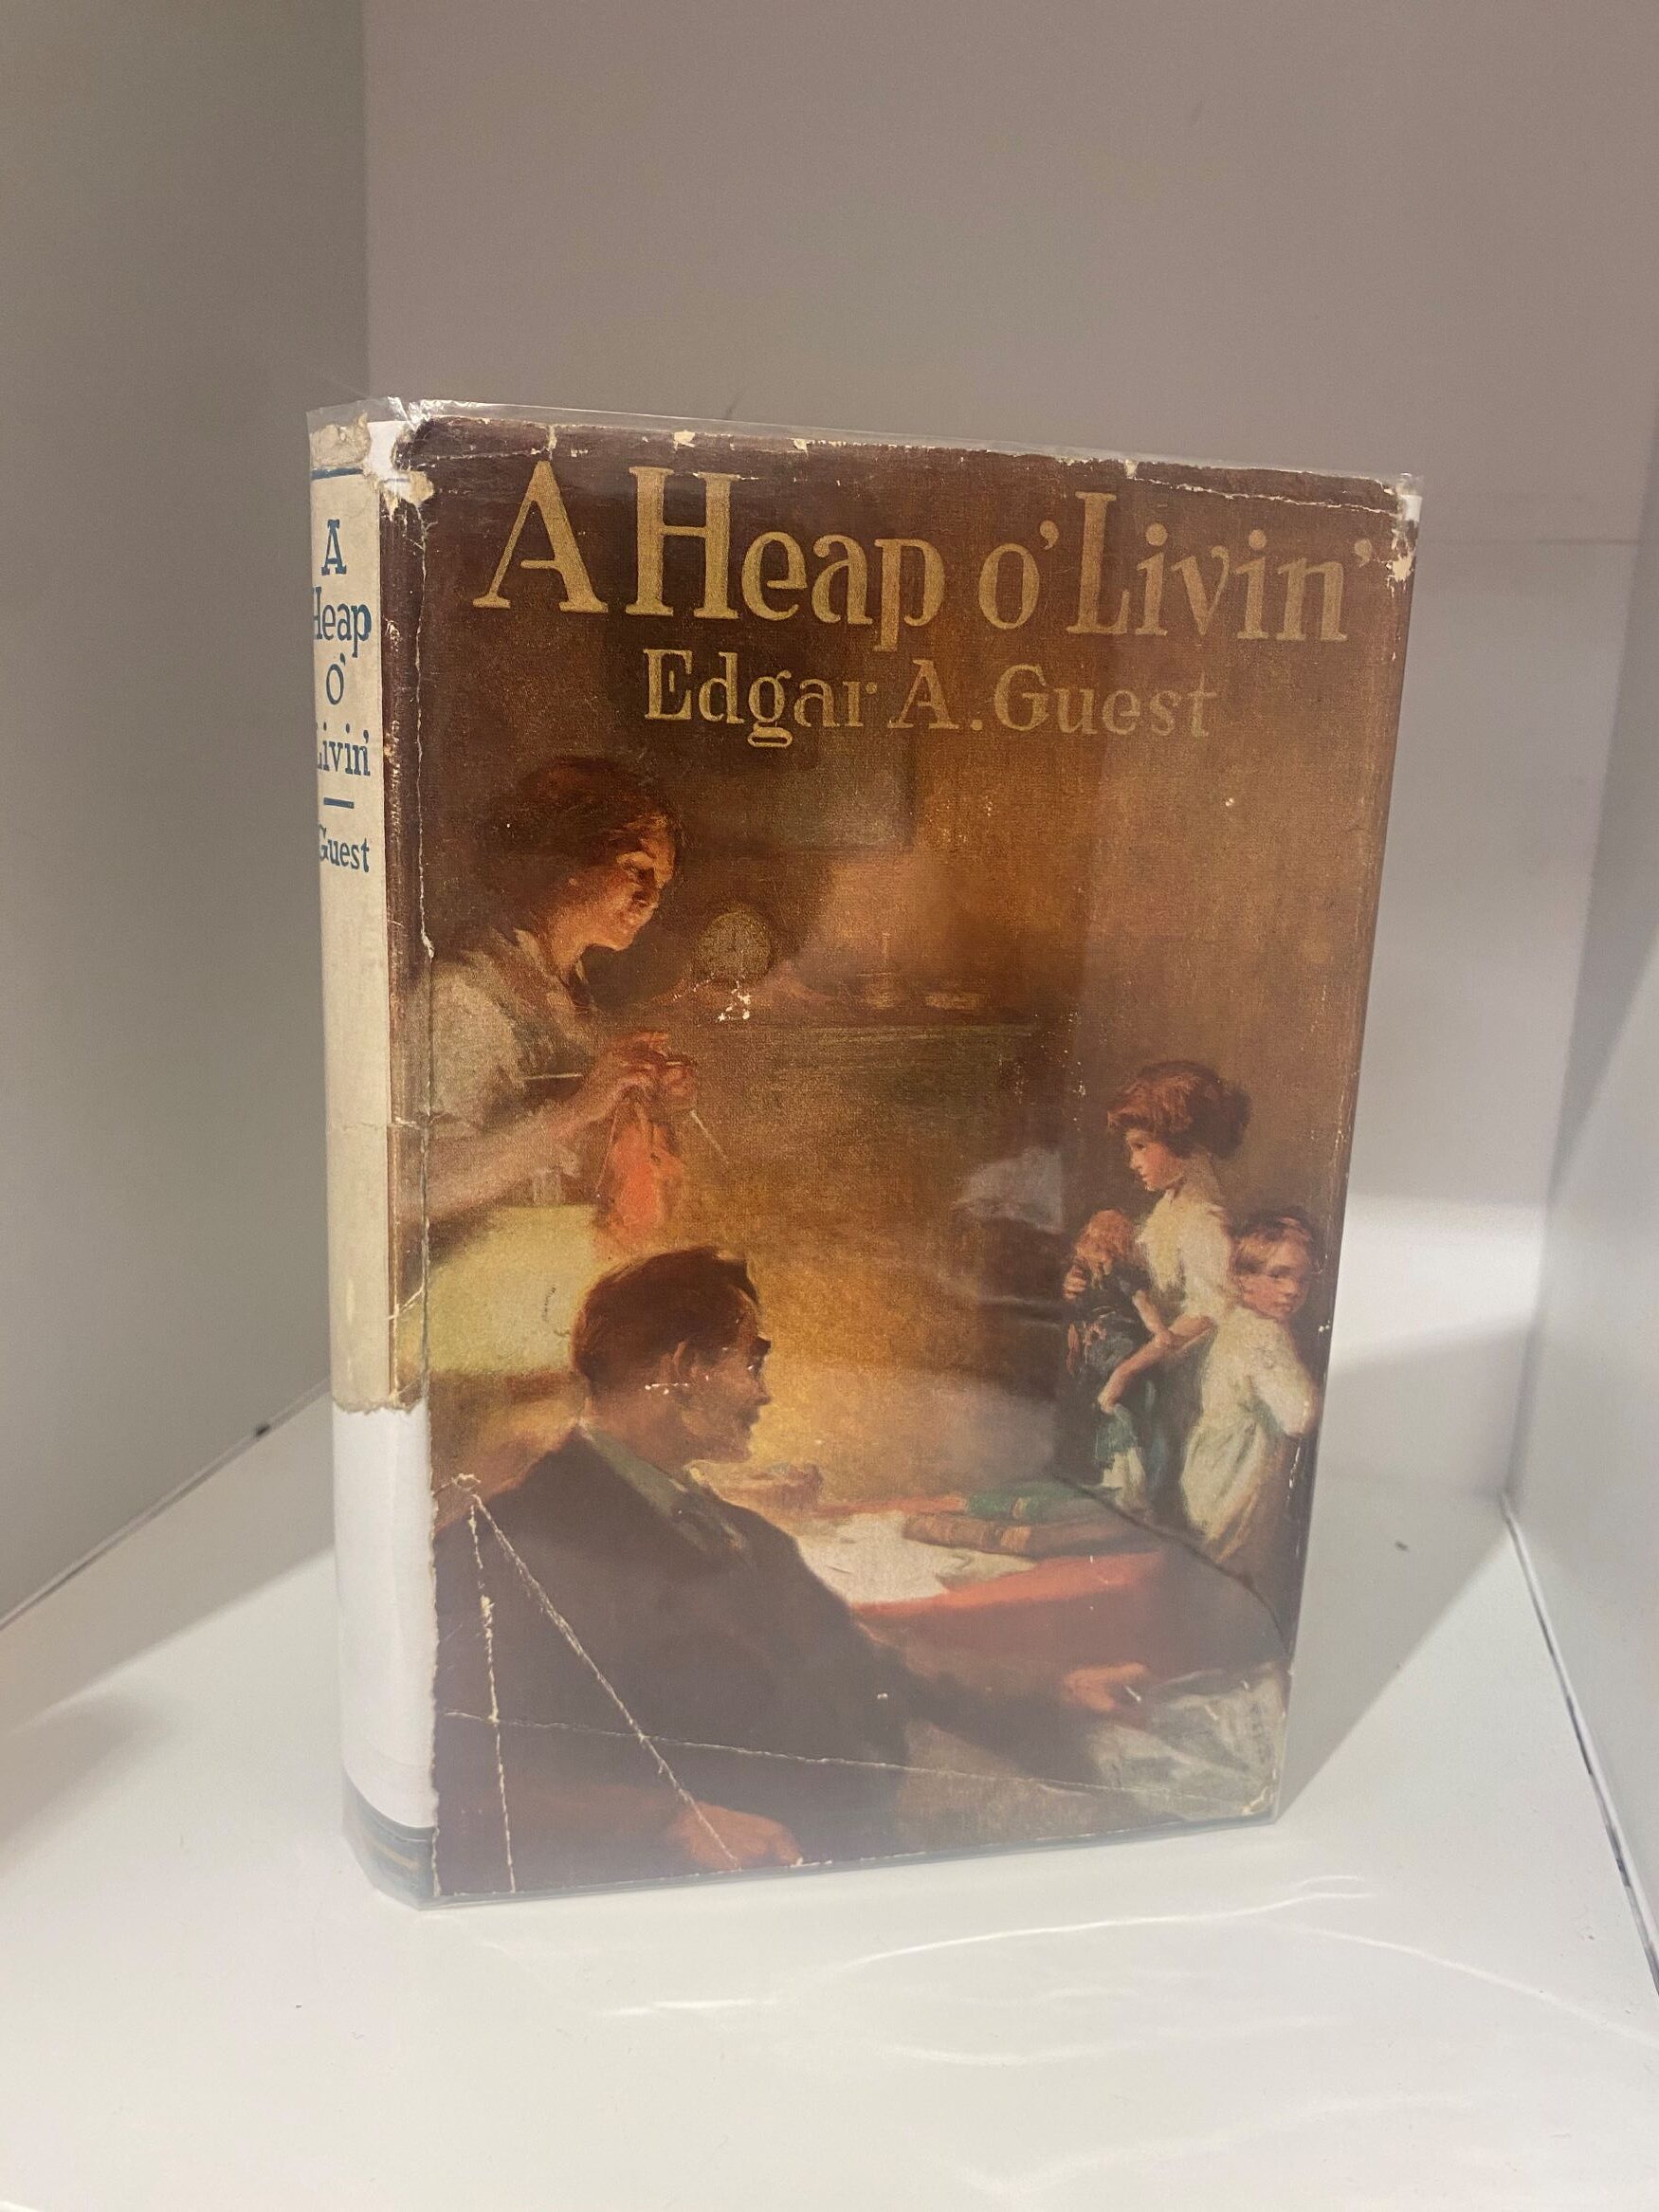 A Heap o' Livin'
Edgar A. Guest
A
Heap
o'
Livin'
Guest